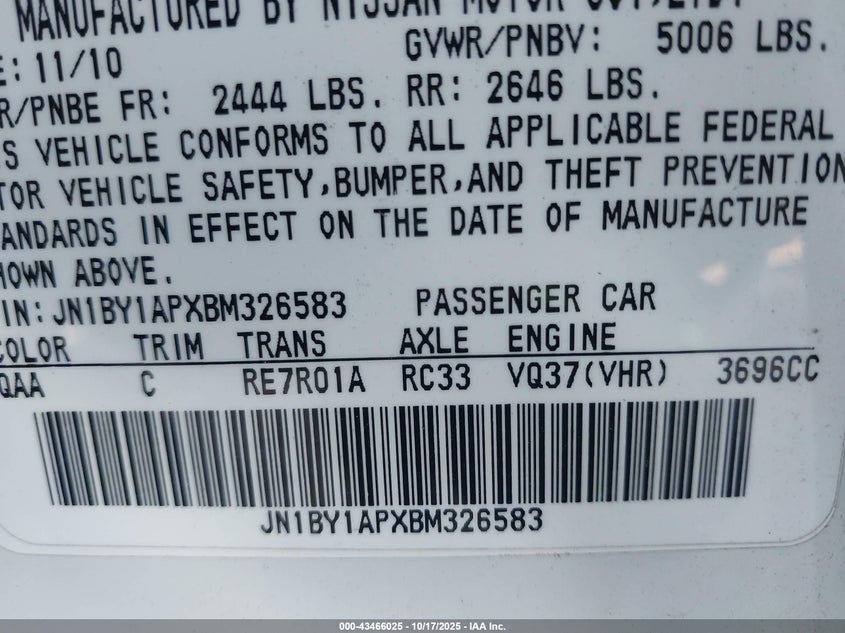 MANUFACTURED BY NISSAN MOTOR CO.,LTD.
GVWR/PNBV: 5006 LBS.
E: 11/10
R/PNBE FR: 2444 LBS. RR: 2646 LBS.
S VEHICLE CONFORMS TO ALL APPLICABLE FEDERAL
TOR VEHICLE SAFETY,BUMPER,AND THEFT PREVENTION
ANDARDS IN EFFECT ON THE DATE OF MANUFACTURE
HOWN ABOVE.
IN: JN1BY1APXBM326583 PASSENGER CAR
COLOR TRIM TRANS AXLE ENGINE
QAA C RE7R01A RC33 VQ37(VHR) 3696CC
JN1BY1APXBM326583
000-43466025 - 10/17/2025 - IAA Inc.